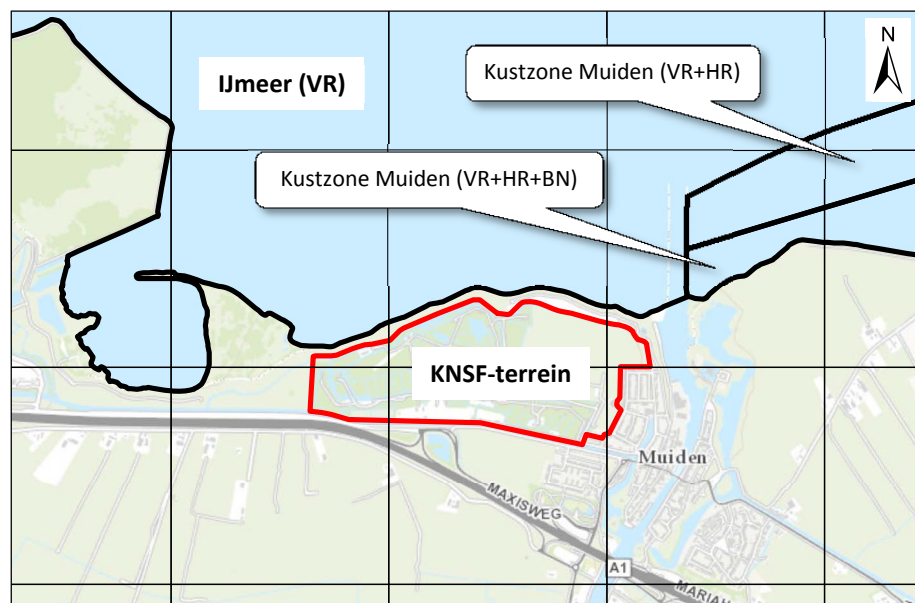 N
Kustzone Muiden (VR+HR)
IJmeer (VR)
Kustzone Muiden (VR+HR+BN)
KNSF-terrein
Muiden
MAXISWEG
A1
MARIAH